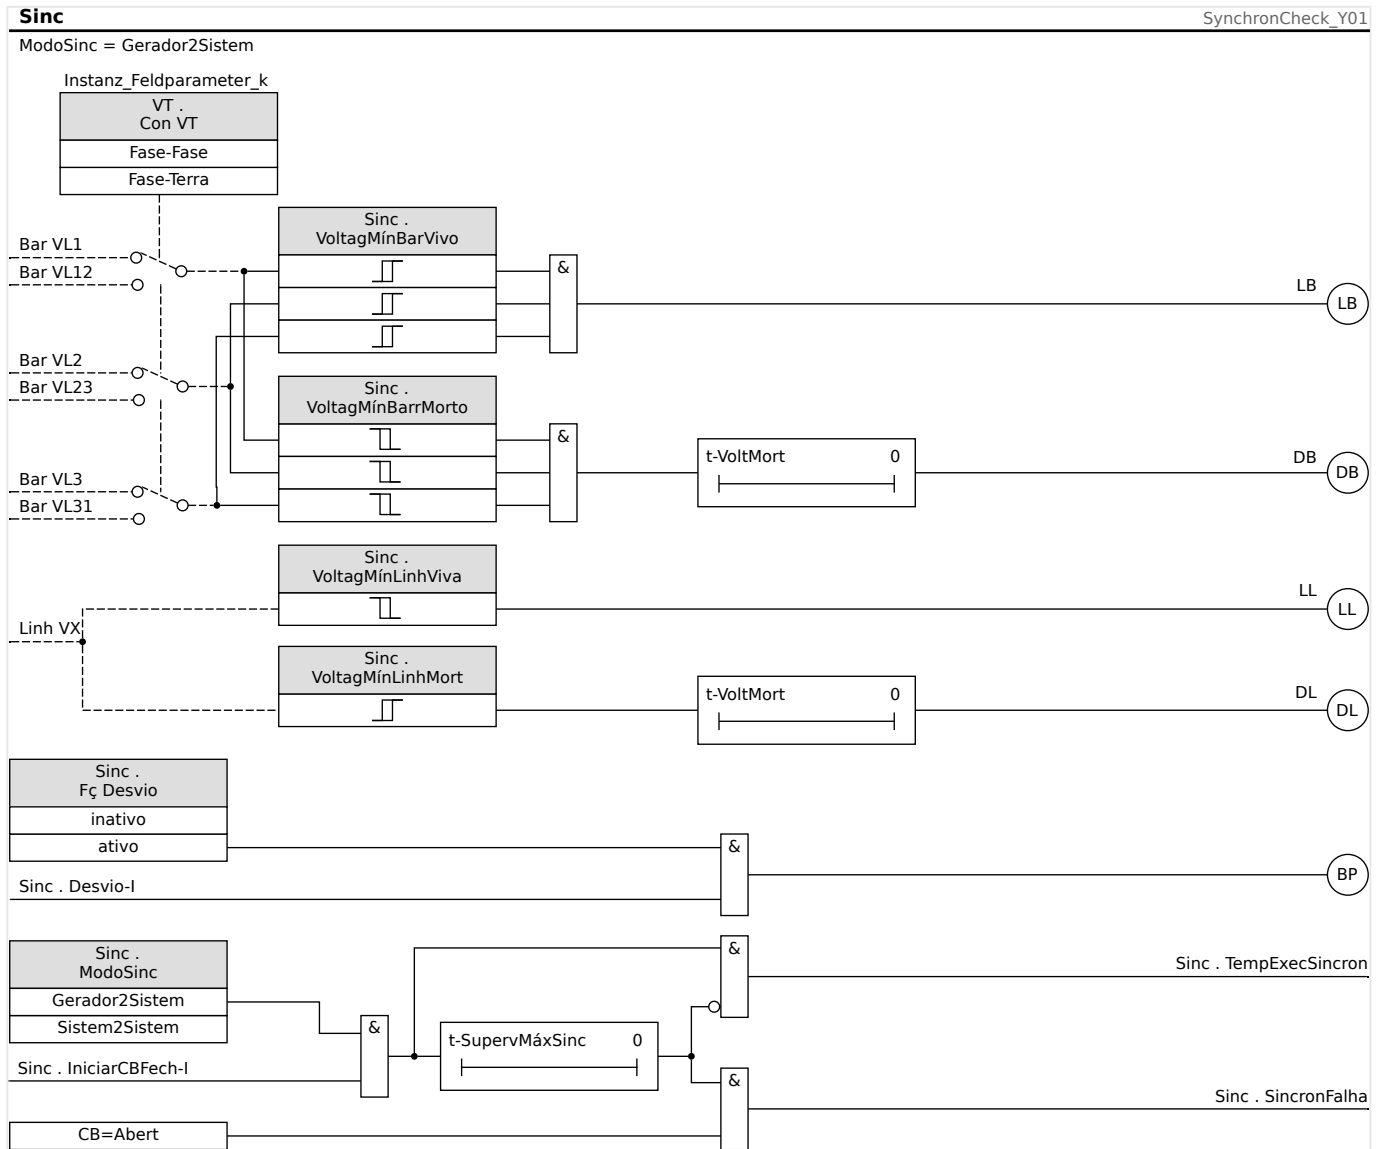 Sinc
SynchronCheck_Y01
ModoSinc = Gerador2Sistem
Instanz_Feldparameter_k
VT .
Con VT
Fase-Fase
Fase-Terra
Sinc .
VoltagMínBarVivo
Bar VL1
Bar VL12
&
LB
LB
Bar VL2
Bar VL23
Sinc .
VoltagMínBarrMorto
&
t-VoltMort 0
DB
DB
Bar VL3
Bar VL31
Sinc .
VoltagMínLinhViva
LL
LL
Linh VX
Sinc .
VoltagMínLinhMort
t-VoltMort 0
DL
DL
Sinc .
Fç Desvio
inativo
ativo
&
BP
Sinc . Desvio-I
Sinc .
ModoSinc
Gerador2Sistem
Sistem2Sistem
&
Sinc . TempExecSincron
&
t-SupervMáxSinc 0
Sinc . IniciarCBFech-I
&
Sinc . SincronFalha
CB=Abert